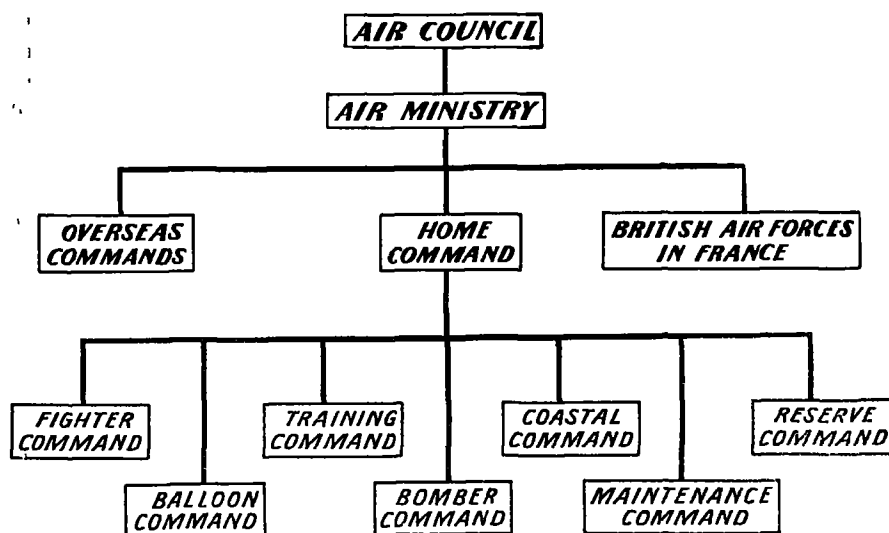 AIR COUNCIL
AIR MINISTRY
OVERSEAS
COMMANDS
HOME
COMMAND
BRITISH AIR FORCES
IN FRANCE
FIGHTER
COMMAND
TRAINING
COMMAND
COASTAL
COMMAND
RESERVE
COMMAND
BALLOON
COMMAND
BOMBER
COMMAND
MAINTENANCE
COMMAND